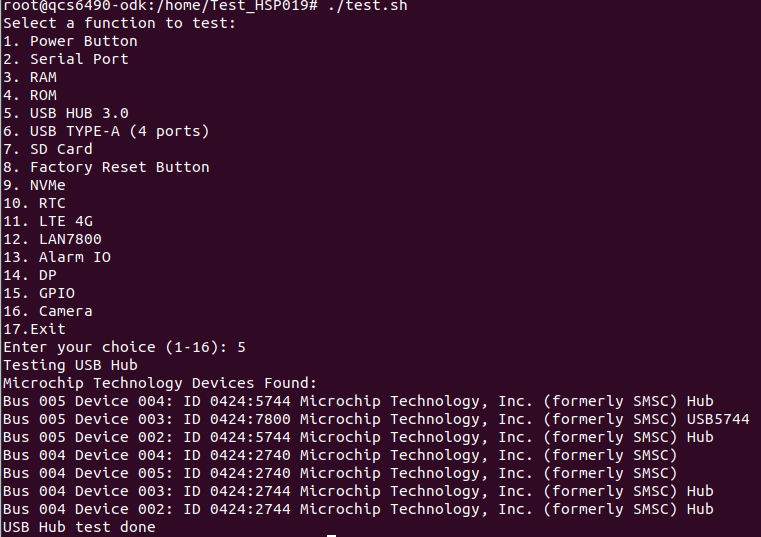 root@qcs6490-odk:/home/Test_HSP019# ./test.sh
Select a function to test:
1. Power Button
2. Serial Port
3. RAM
4. ROM
5. USB HUB 3.0
6. USB TYPE-A (4 ports)
7. SD Card
8. Factory Reset Button
9. NVMe
10. RTC
11. LTE 4G
12. LAN7800
13. Alarm IO
14. DP
15. GPIO
16. Camera
17.Exit
Enter your choice (1-16): 5
Testing USB Hub
Microchip Technology Devices Found:
Bus 005 Device 004: ID 0424:5744 Microchip Technology, Inc. (formerly SMSC) Hub
Bus 005 Device 003: ID 0424:7800 Microchip Technology, Inc. (formerly SMSC) USB5744
Bus 005 Device 002: ID 0424:5744 Microchip Technology, Inc. (formerly SMSC) Hub
Bus 004 Device 004: ID 0424:2740 Microchip Technology, Inc. (formerly SMSC)
Bus 004 Device 005: ID 0424:2740 Microchip Technology, Inc. (formerly SMSC)
Bus 004 Device 003: ID 0424:2744 Microchip Technology, Inc. (formerly SMSC) Hub
Bus 004 Device 002: ID 0424:2744 Microchip Technology, Inc. (formerly SMSC) Hub
USB Hub test done